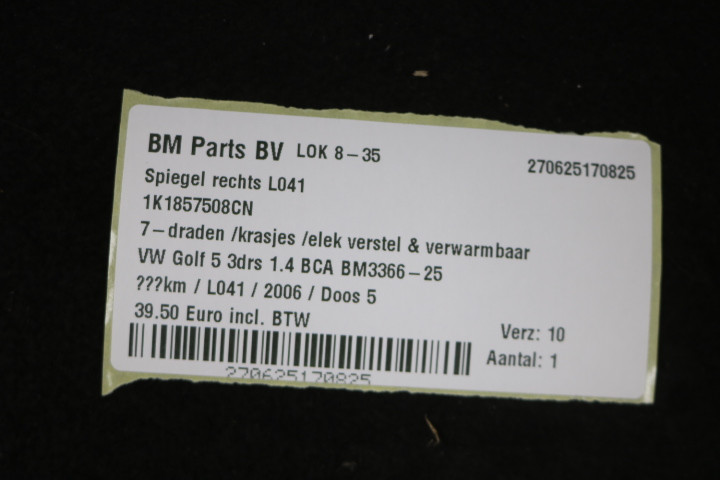 BM Parts BV LOK 8-35 270625170825
Spiegel rechts L041
1K1857508CN
7-draden /krasjes /elek verstel & verwarmbaar
VW Golf 5 3drs 1.4 BCA BM3366-25
???km / L041 / 2006 / Doos 5
39.50 Euro incl. BTW Verz: 10
Aantal: 1
270625170825